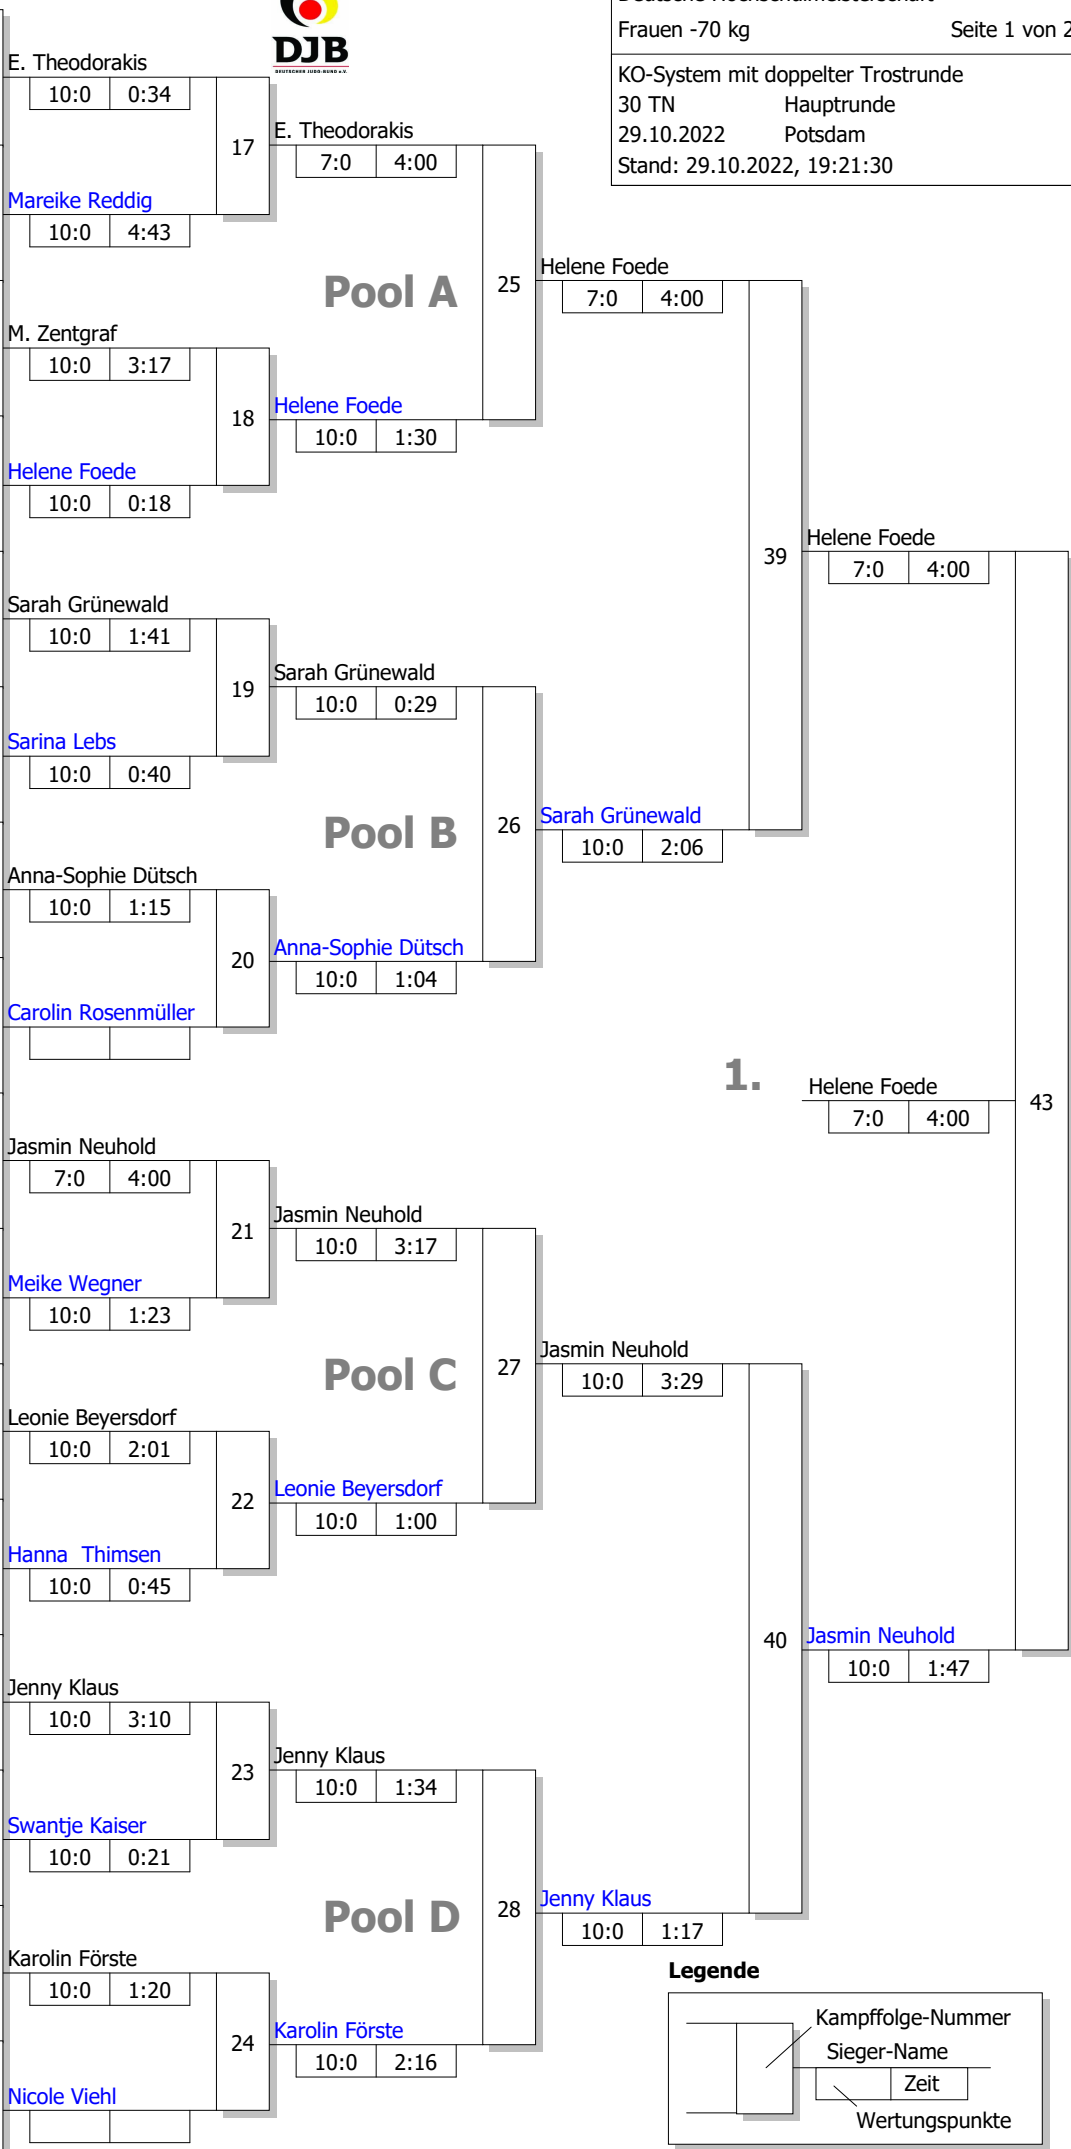 DJB
DEUTSCHER JUDO-BUND e.V.
Frauen -70 kg Seite 1 von 2
KO-System mit doppelter Trostrunde
30 TN Hauptrunde
29.10.2022 Potsdam
Stand: 29.10.2022, 19:21:30
E. Theodorakis
10:0 0:34
17
Mareike Reddig
10:0 4:43
M. Zentgraf
10:0 3:17
18
Helene Foede
10:0 0:18
Sarah Grünewald
10:0 1:41
19
Sarina Lebs
10:0 0:40
Anna-Sophie Dütsch
10:0 1:15
20
Carolin Rosenmüller
Jasmin Neuhold
7:0 4:00
21
Meike Wegner
10:0 1:23
Leonie Beyersdorf
10:0 2:01
22
Hanna Thimsen
10:0 0:45
Jenny Klaus
10:0 3:10
23
Swantje Kaiser
10:0 0:21
Karolin Förste
10:0 1:20
24
Nicole Viehl
E. Theodorakis
7:0 4:00
Pool A
25
Helene Foede
10:0 1:30
Sarah Grünewald
10:0 0:29
Pool B
26
Anna-Sophie Dütsch
10:0 1:04
Jasmin Neuhold
10:0 3:17
Pool C
27
Leonie Beyersdorf
10:0 1:00
Jenny Klaus
10:0 1:34
Pool D
28
Karolin Förste
10:0 2:16
Helene Foede
7:0 4:00
39
Sarah Grünewald
10:0 2:06
Jasmin Neuhold
10:0 3:29
40
Jenny Klaus
10:0 1:17
Helene Foede
7:0 4:00
1.
Helene Foede
7:0 4:00
43
Jasmin Neuhold
10:0 1:47
Legende
Kampffolge-Nummer
Sieger-Name
Zeit
Wertungspunkte